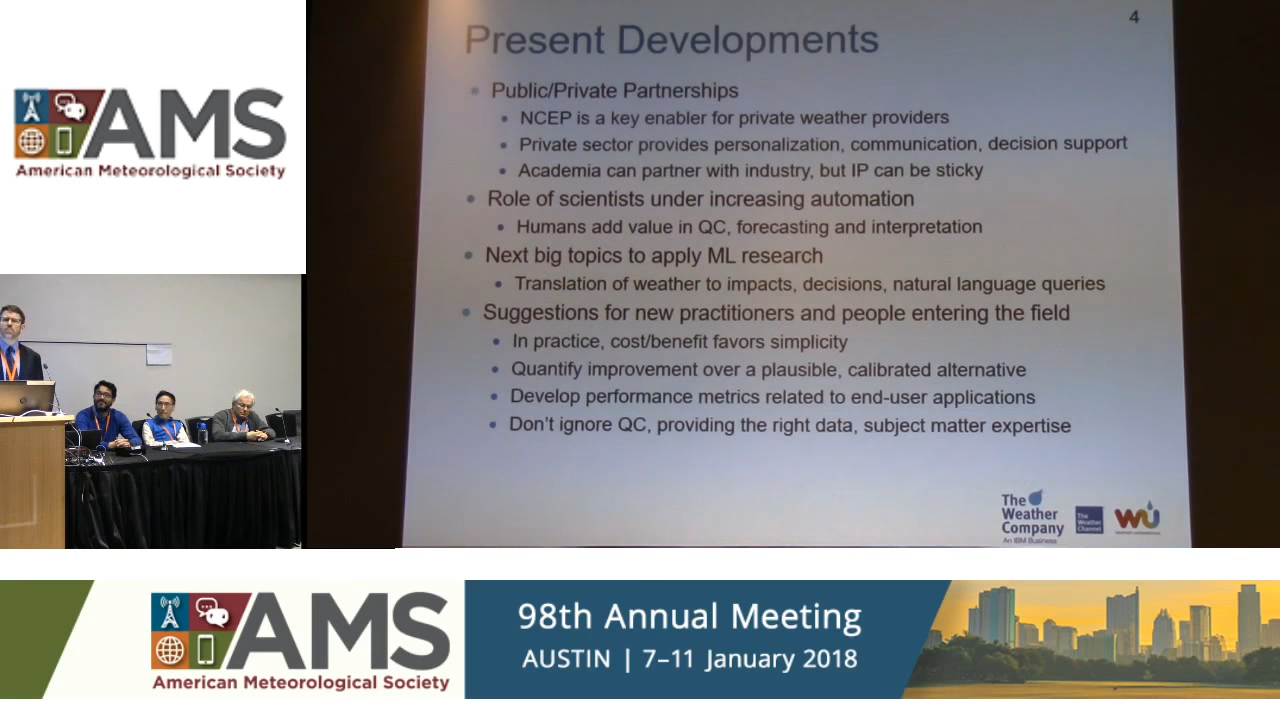 AMS
American Meteorological Society
4
Present Developments
Public/Private Partnerships
NCEP is a key enabler for private weather providers
Private sector provides personalization, communication, decision support
Academia can partner with industry, but IP can be sticky
Role of scientists under increasing automation
Humans add value in QC, forecasting and interpretation
Next big topics to apply ML research
Translation of weather to impacts, decisions, natural language queries
Suggestions for new practitioners and people entering the field
In practice, cost/benefit favors simplicity
Quantify improvement over a plausible, calibrated alternative
Develop performance metrics related to end-user applications
Don't ignore QC, providing the right data, subject matter expertise
The
Weather
Company
An IBM Business
The
Weather
Channel
WU
AMS
American Meteorological Society
98th Annual Meeting
AUSTIN | 7–11 January 2018